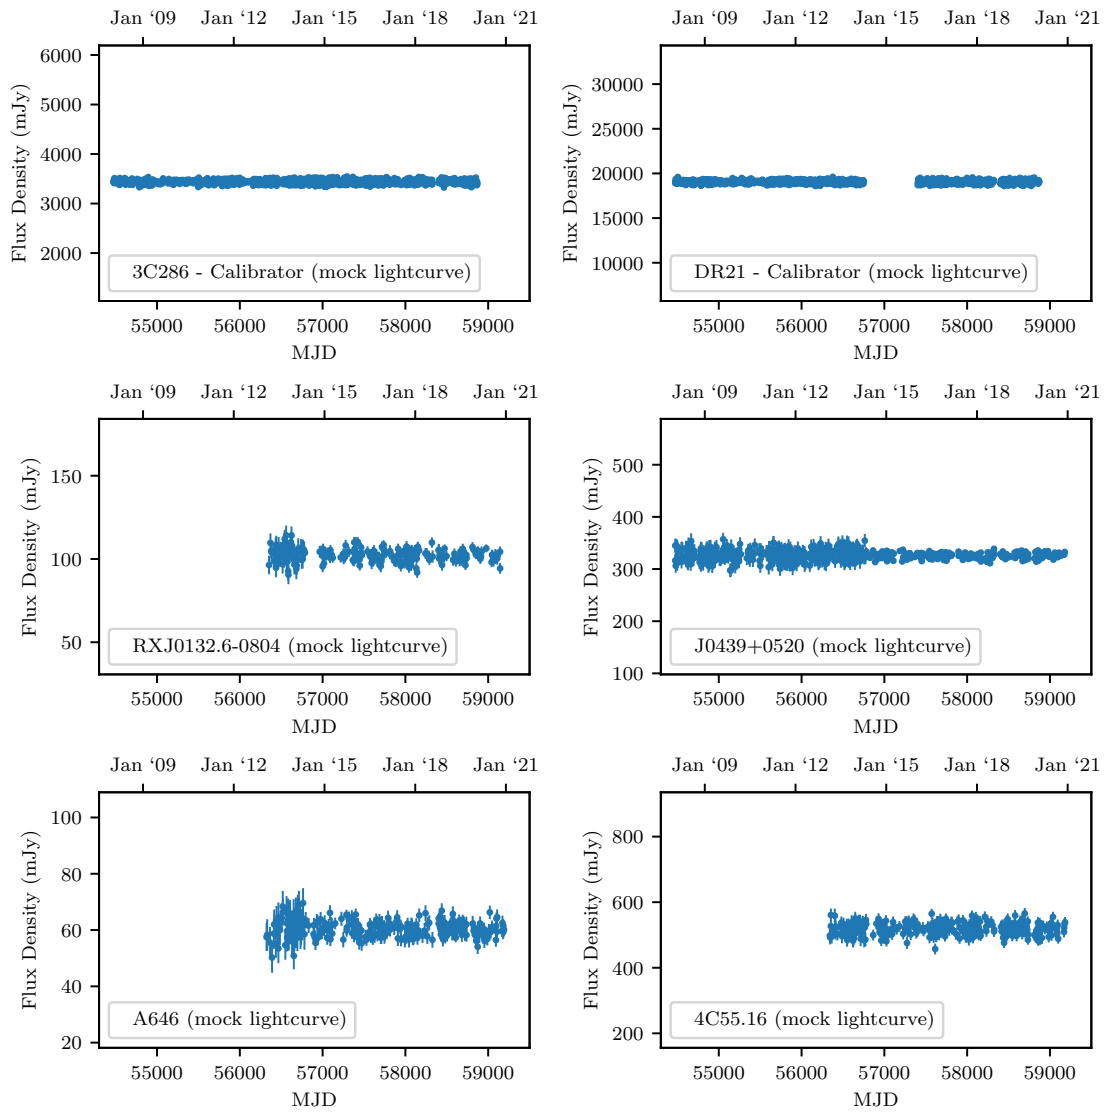 Jan ‘09 Jan ‘12 Jan ‘15 Jan ‘18 Jan ‘21
6000
5000
4000
3000
2000
Flux Density (mJy)
3C286 - Calibrator (mock lightcurve)
55000 56000 57000 58000 59000
MJD
Jan ‘09 Jan ‘12 Jan ‘15 Jan ‘18 Jan ‘21
30000
25000
20000
15000
10000
Flux Density (mJy)
DR21 - Calibrator (mock lightcurve)
55000 56000 57000 58000 59000
MJD
Jan ‘09 Jan ‘12 Jan ‘15 Jan ‘18 Jan ‘21
150
100
50
Flux Density (mJy)
RXJ0132.6-0804 (mock lightcurve)
55000 56000 57000 58000 59000
MJD
Jan ‘09 Jan ‘12 Jan ‘15 Jan ‘18 Jan ‘21
500
400
300
200
100
Flux Density (mJy)
J0439+0520 (mock lightcurve)
55000 56000 57000 58000 59000
MJD
Jan ‘09 Jan ‘12 Jan ‘15 Jan ‘18 Jan ‘21
100
80
60
40
20
Flux Density (mJy)
A646 (mock lightcurve)
55000 56000 57000 58000 59000
MJD
Jan ‘09 Jan ‘12 Jan ‘15 Jan ‘18 Jan ‘21
800
600
400
200
Flux Density (mJy)
4C55.16 (mock lightcurve)
55000 56000 57000 58000 59000
MJD